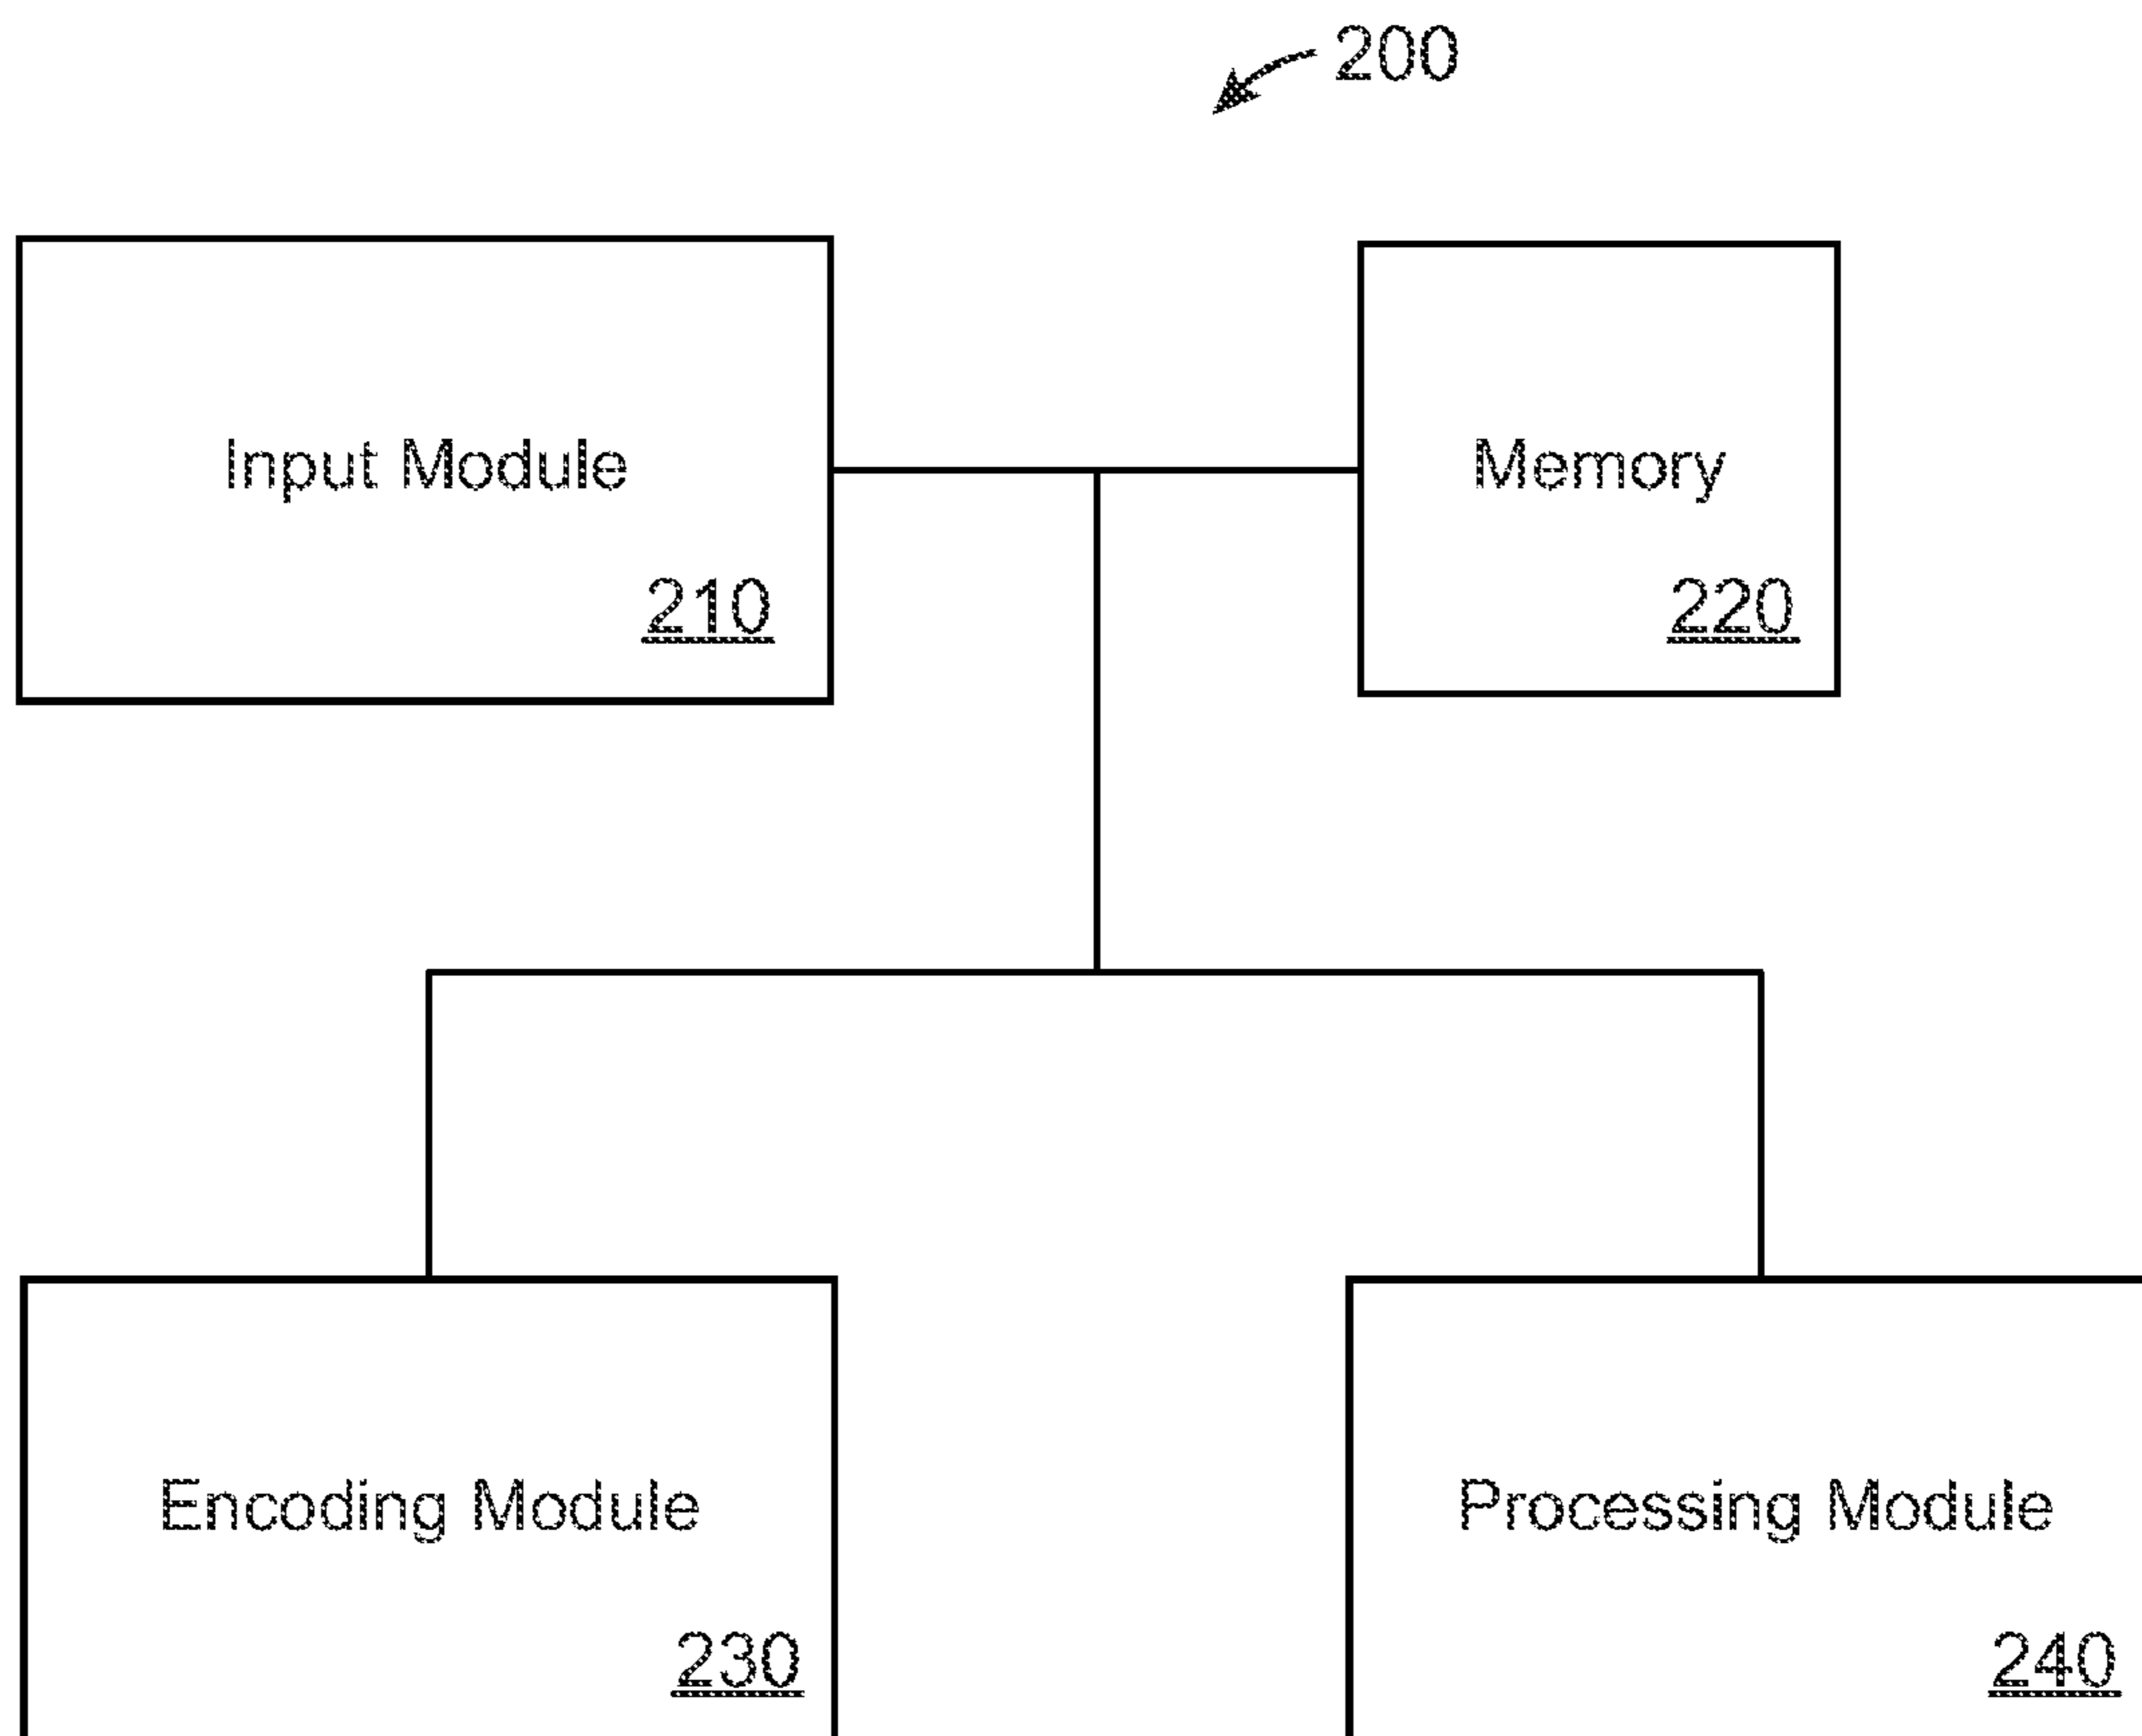 200
Input Module
210
Memory
220
Encoding Module
230
Processing Module
240